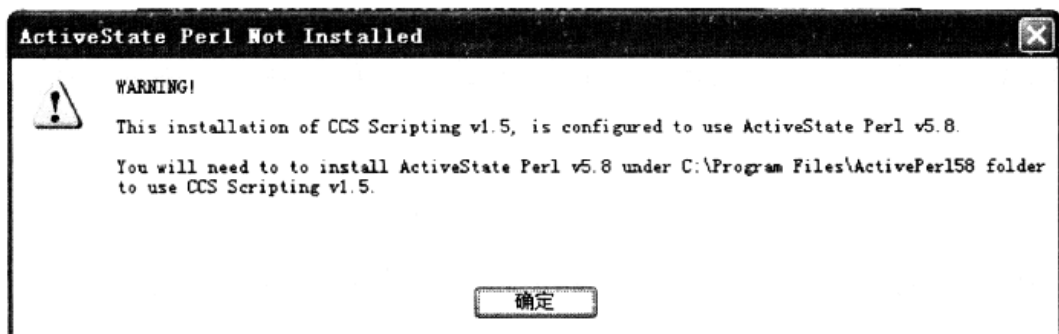 ActiveState Perl Not Installed
WARNING!
This installation of CCS Scripting v1.5, is configured to use ActiveState Perl v5.8.
You will need to to install ActiveState Perl v5.8 under C:\Program Files\ActivePerl58 folder
to use CCS Scripting v1.5.
确定